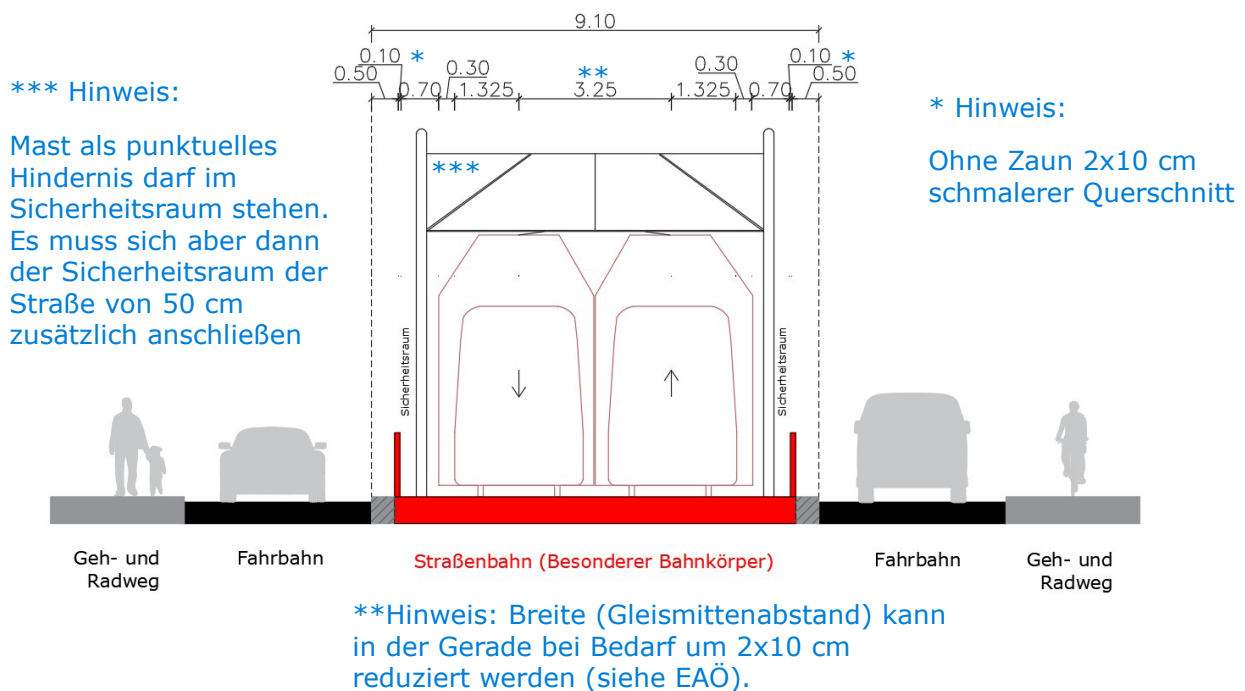 9.10
0.10 * 0.10 *
0.50 0.30 ** 0.30 0.50
0.70 1.325 3.25 1.325 0.70
*** Hinweis:
Mast als punktuelles
Hindernis darf im
Sicherheitsraum stehen.
Es muss sich aber dann
der Sicherheitsraum der
Straße von 50 cm
zusätzlich anschließen
* Hinweis:
Ohne Zaun 2x10 cm
schmalerer Querschnitt
***
Sicherheitsraum
Sicherheitsraum
Geh- und
Radweg
Fahrbahn
Straßenbahn (Besonderer Bahnkörper)
Fahrbahn
Geh- und
Radweg
**Hinweis: Breite (Gleismittenabstand) kann
in der Gerade bei Bedarf um 2x10 cm
reduziert werden (siehe EAÖ).